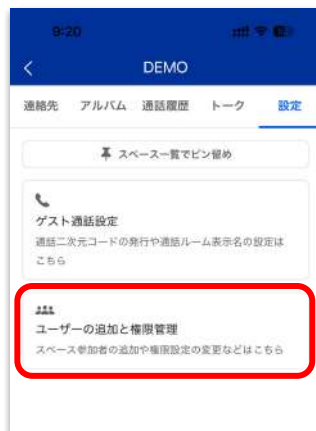 9:20
DEMO
連絡先 アルバム 通話履歴 トーク 設定
スペース一覧でピン留め
ゲスト通話設定
通話二次元コードの発行や通話ルーム表示名の設定は
こちら
ユーザーの追加と権限管理
スペース参加者の追加や権限設定の変更などはこちら